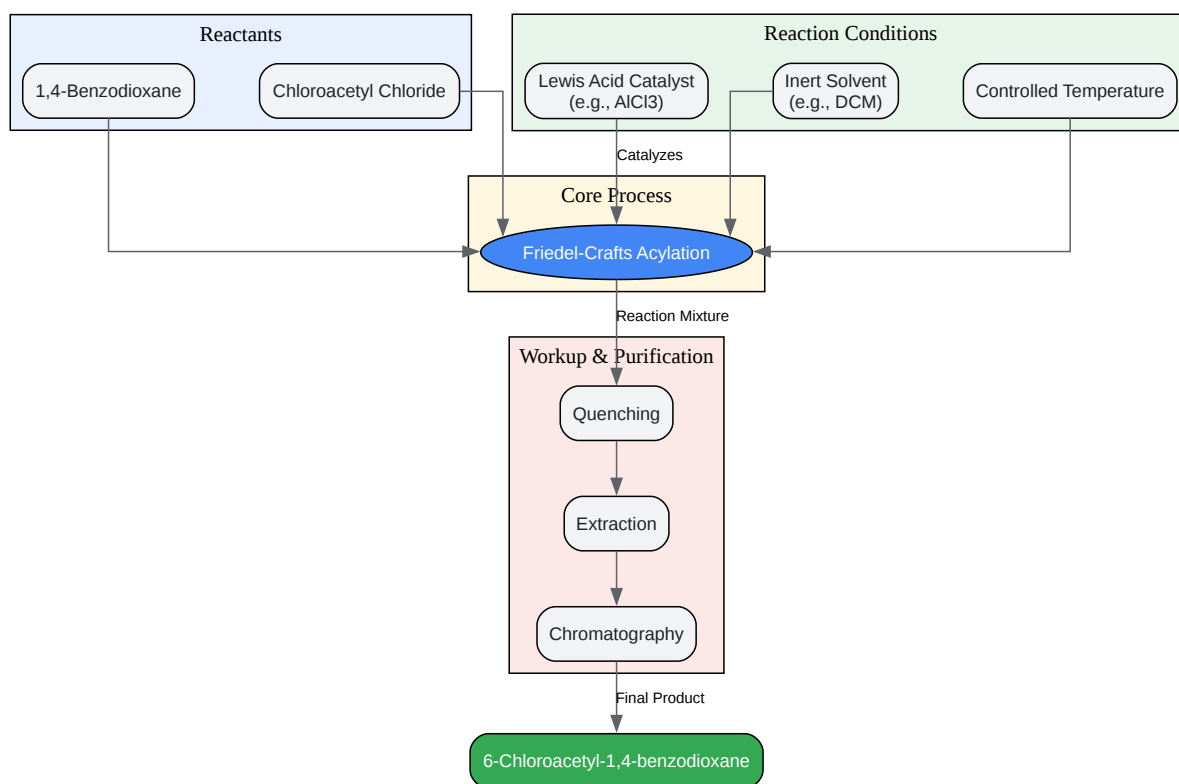 Reactants
Reaction Conditions
1,4-Benzodioxane
Chloroacetyl Chloride
Lewis Acid Catalyst
(e.g., AlCl3)
Inert Solvent
(e.g., DCM)
Controlled Temperature
Catalyzes
Core Process
Friedel-Crafts Acylation
Reaction Mixture
Workup & Purification
Quenching
Extraction
Chromatography
Final Product
6-Chloroacetyl-1,4-benzodioxane